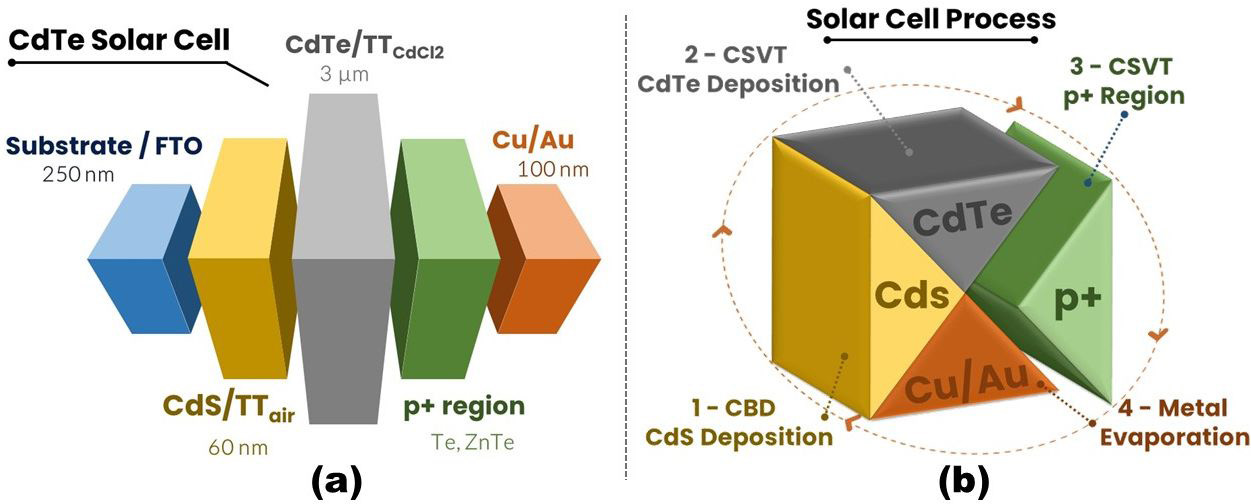 CdTe Solar Cell
CdTe/TTCdCl2
3 μm
Substrate / FTO
250 nm
Cu/Au
100 nm
CdS/TTair
60 nm
p+ region
Te, ZnTe
(a)
Solar Cell Process
2 - CSVT
CdTe Deposition
3 - CSVT
p+ Region
CdTe
Cds
p+
Cu/Au
1 - CBD
CdS Deposition
4 - Metal
Evaporation
(b)